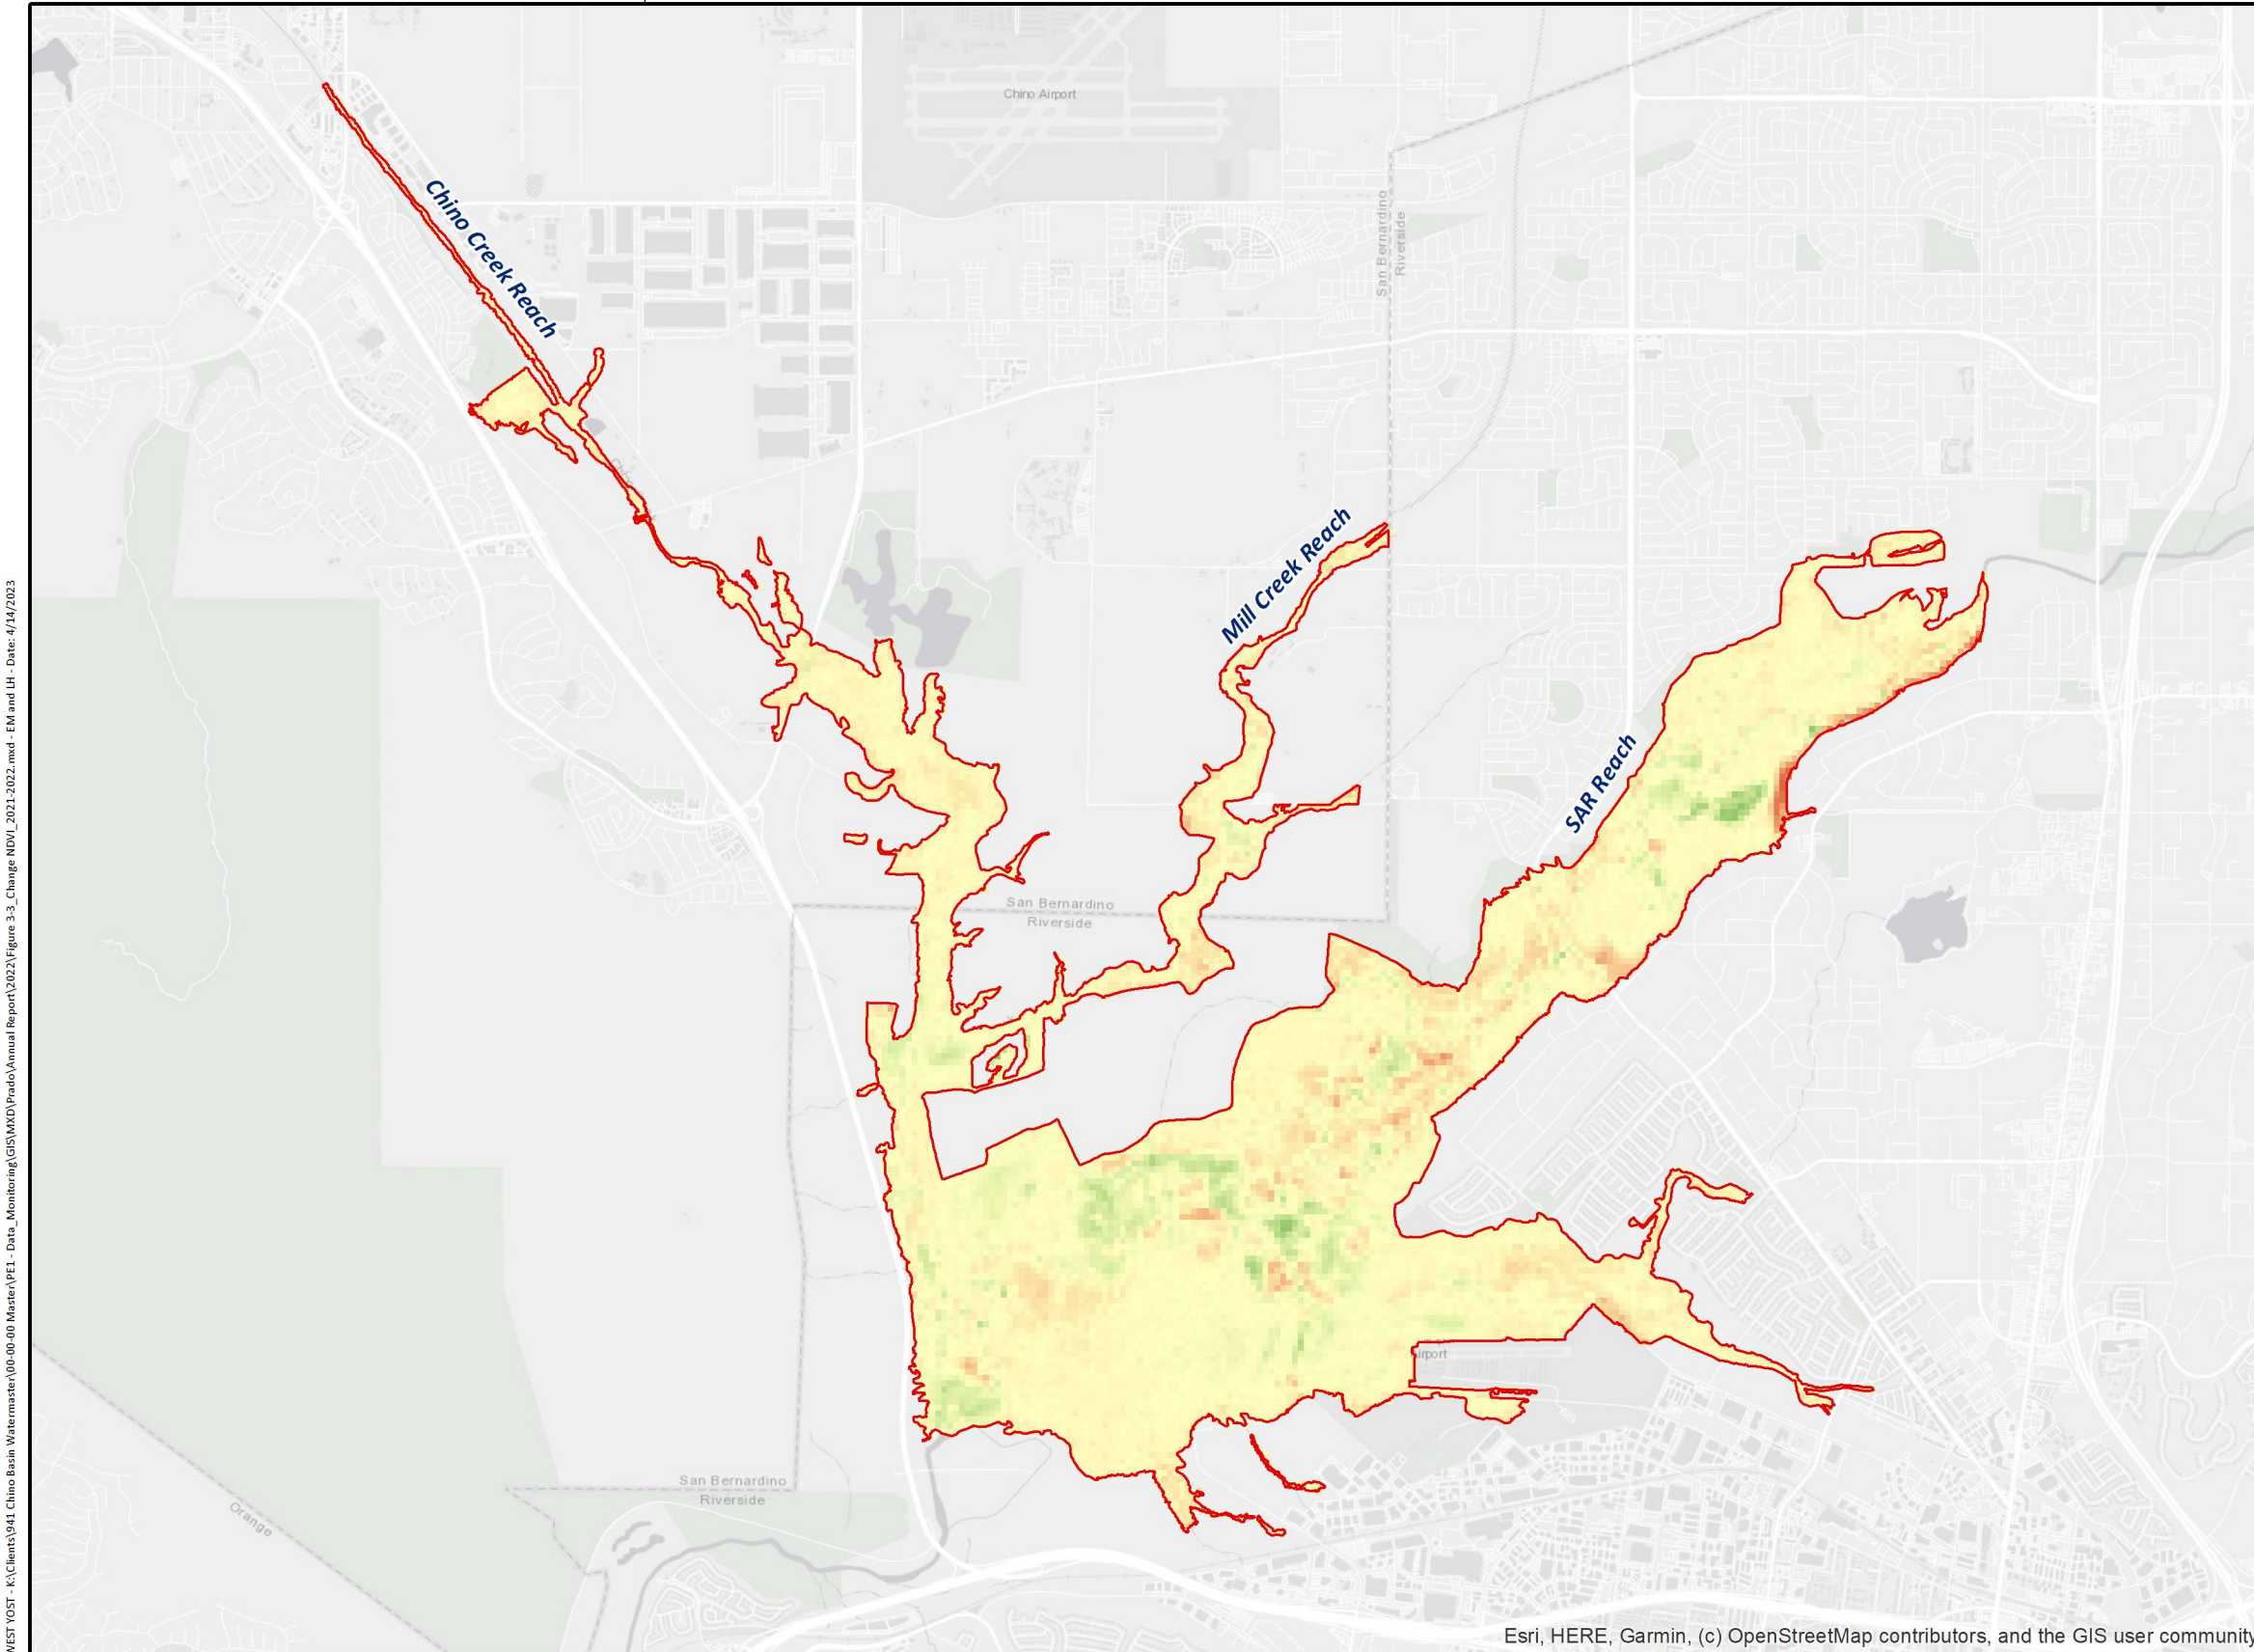 Chino Airport
Chino Creek Reach
San Bernardino
Riverside
Mill Creek Reach
SAR Reach
San Bernardino
Riverside
irport
San Bernardino
Riverside
Orange
WEST YOST - K:\Clients\941 Chino Basin Watermaster\00-00-00 Master\PE1 - Data_Monitoring\GIS\MXD\Prado\Annual Report\2022\Figure 3-3_Change NDVI_2021-2022.mxd - EM and LH - Date: 4/14/2023
Esri, HERE, Garmin, (c) OpenStreetMap contributors, and the GIS user community